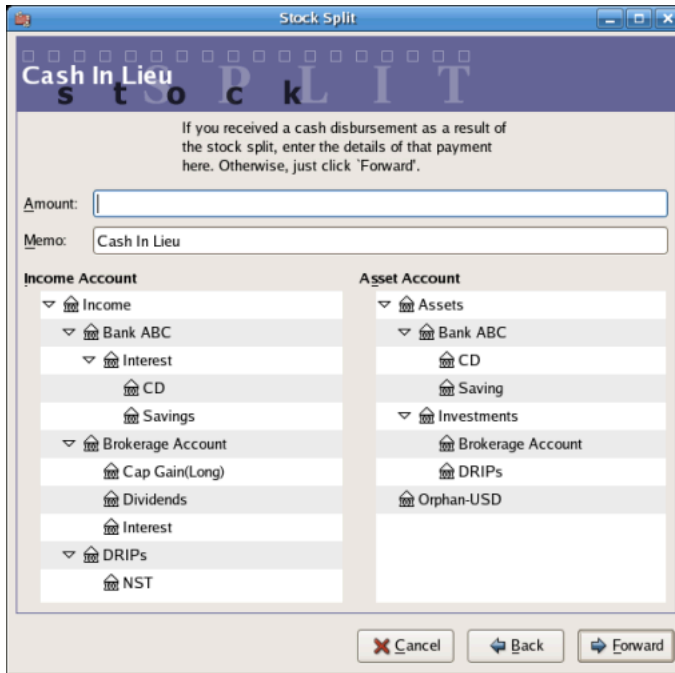 Stock Split
Cash In Lieu
stock
SPLIT
If you received a cash disbursement as a result of
the stock split, enter the details of that payment
here. Otherwise, just click `Forward'.
Amount:
Memo: Cash In Lieu
Income Account
Income
Bank ABC
Interest
CD
Savings
Brokerage Account
Cap Gain(Long)
Dividends
Interest
DRIPs
NST
Asset Account
Assets
Bank ABC
CD
Saving
Investments
Brokerage Account
DRIPs
Orphan-USD
Cancel Back Forward